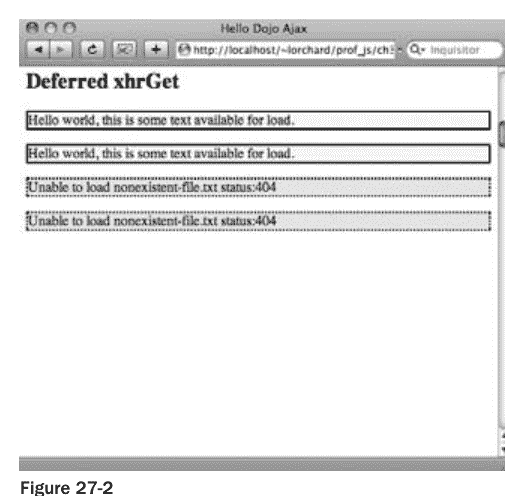 Hello Dojo Ajax
http://localhost/~lorchard/prof_js/ch
Inquisitor
Deferred xhrGet
Hello world, this is some text available for load.
Hello world, this is some text available for load.
Unable to load nonexistent-file.txt status:404
Unable to load nonexistent-file.txt status:404
Figure 27-2